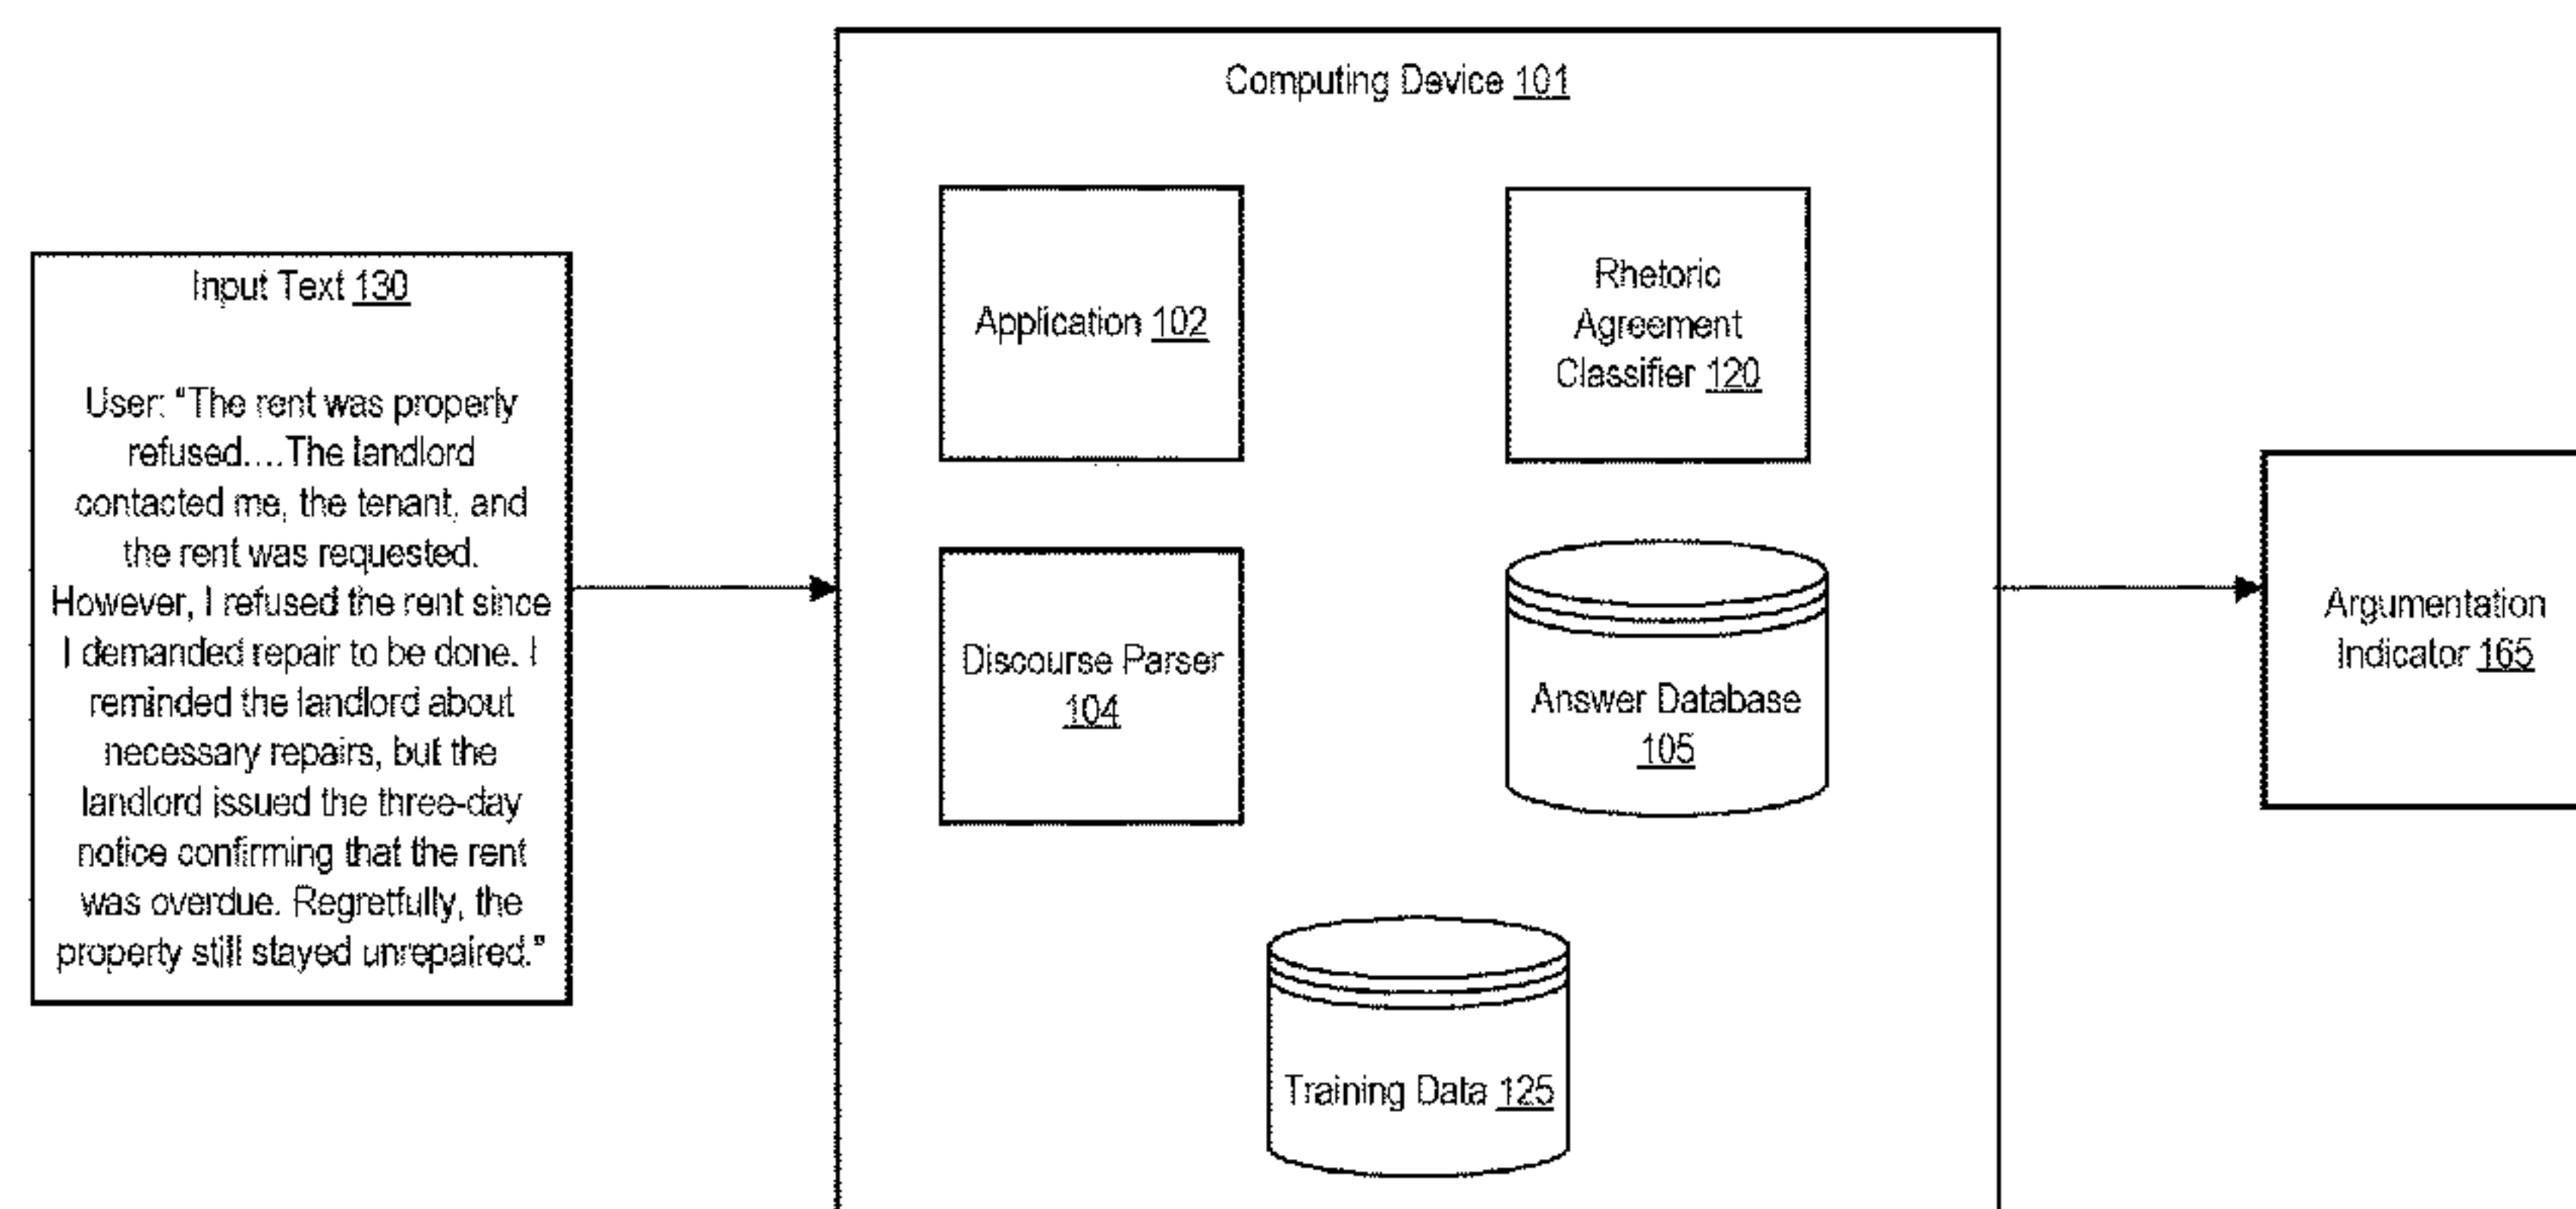 Computing Device 101
Input Text 130
User: "The rent was properly
refused....The landlord
contacted me, the tenant, and
the rent was requested.
However, I refused the rent since
I demanded repair to be done. I
reminded the landlord about
necessary repairs, but the
landlord issued the three-day
notice confirming that the rent
was overdue. Regretfully, the
property still stayed unrepaired."
Application 102
Rhetoric
Agreement
Classifier 120
Discourse Parser
104
Answer Database
105
Training Data 125
Argumentation
Indicator 165